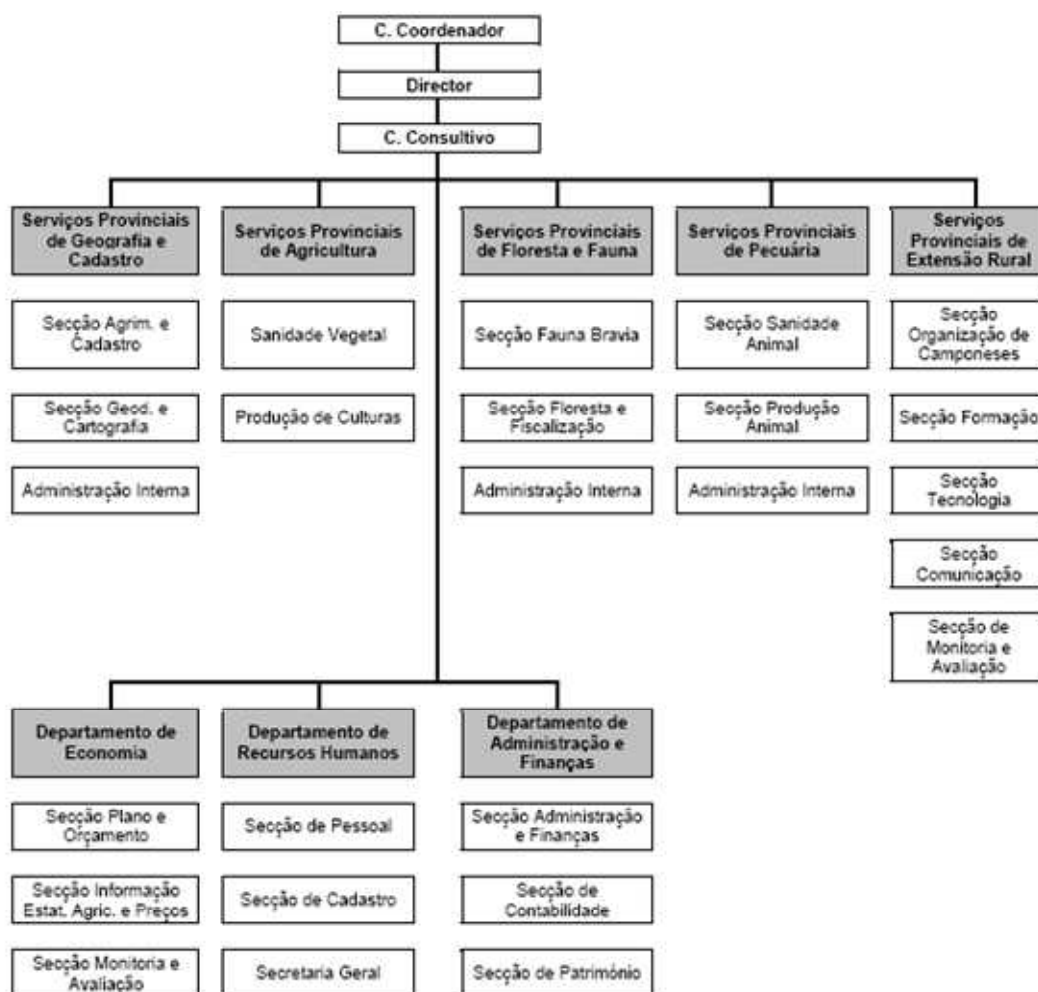 C. Coordenador
Director
C. Consultivo
Serviços Provinciais
de Geografia e
Cadastro
Serviços Provinciais
de Agricultura
Serviços Provinciais
de Floresta e Fauna
Serviços Provinciais
de Pecuária
Serviços
Provinciais de
Extensão Rural
Secção Agrim. e
Cadastro
Sanidade Vegetal
Secção Fauna Bravia
Secção Sanidade
Animal
Secção
Organização de
Camponeses
Secção Geod. e
Cartografia
Produção de Culturas
Secção Floresta e
Fiscalização
Secção Produção
Animal
Secção Formação
Administração Interna
Administração Interna
Administração Interna
Secção
Tecnologia
Secção
Comunicação
Secção de
Monitoria e
Avaliação
Departamento de
Economia
Departamento de
Recursos Humanos
Departamento de
Administração e
Finanças
Secção Plano e
Orçamento
Secção de Pessoal
Secção Administração
e Finanças
Secção Informação
Estat. Agric. e Preços
Secção de Cadastro
Secção de
Contabilidade
Secção Monitoria e
Avaliação
Secretaria Geral
Secção de Património